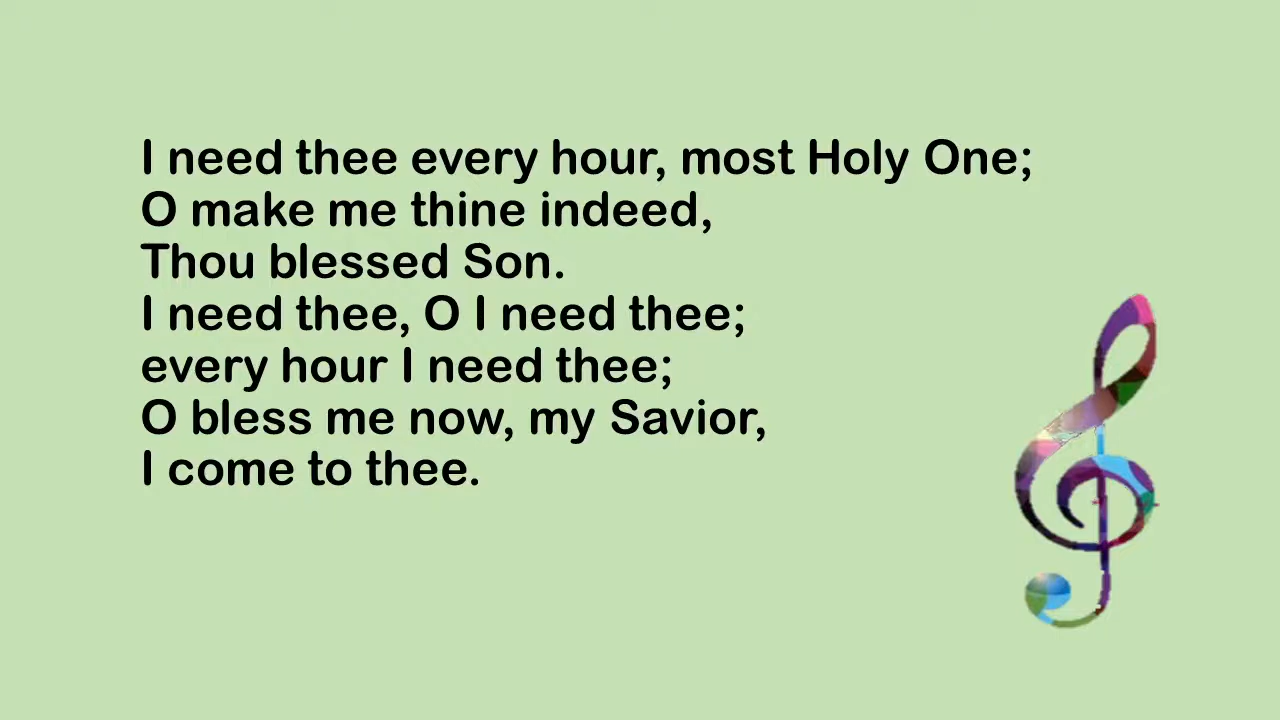 I need thee every hour, most Holy One;
O make me thine indeed,
Thou blessed Son.
I need thee, O I need thee;
every hour I need thee;
O bless me now, my Savior,
I come to thee.